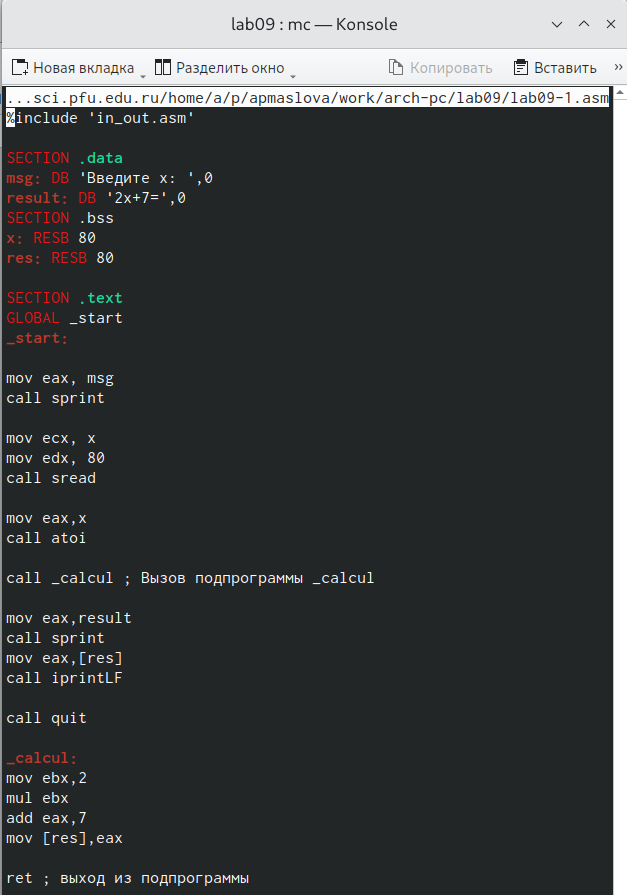 lab09 : mc — Konsole
Новая вкладка Разделить окно Копировать Вставить »
...sci.pfu.edu.ru/home/a/p/apmaslova/work/arch-pc/lab09/lab09-1.asm
%include 'in_out.asm'
SECTION .data
msg: DB 'Введите x: ',0
result: DB '2x+7=',0
SECTION .bss
x: RESB 80
res: RESB 80
SECTION .text
GLOBAL _start
_start:
mov eax, msg
call sprint
mov ecx, x
mov edx, 80
call sread
mov eax,x
call atoi
call _calcul ; Вызов подпрограммы _calcul
mov eax,result
call sprint
mov eax,[res]
call iprintLF
call quit
_calcul:
mov ebx,2
mul ebx
add eax,7
mov [res],eax
ret ; выход из подпрограммы